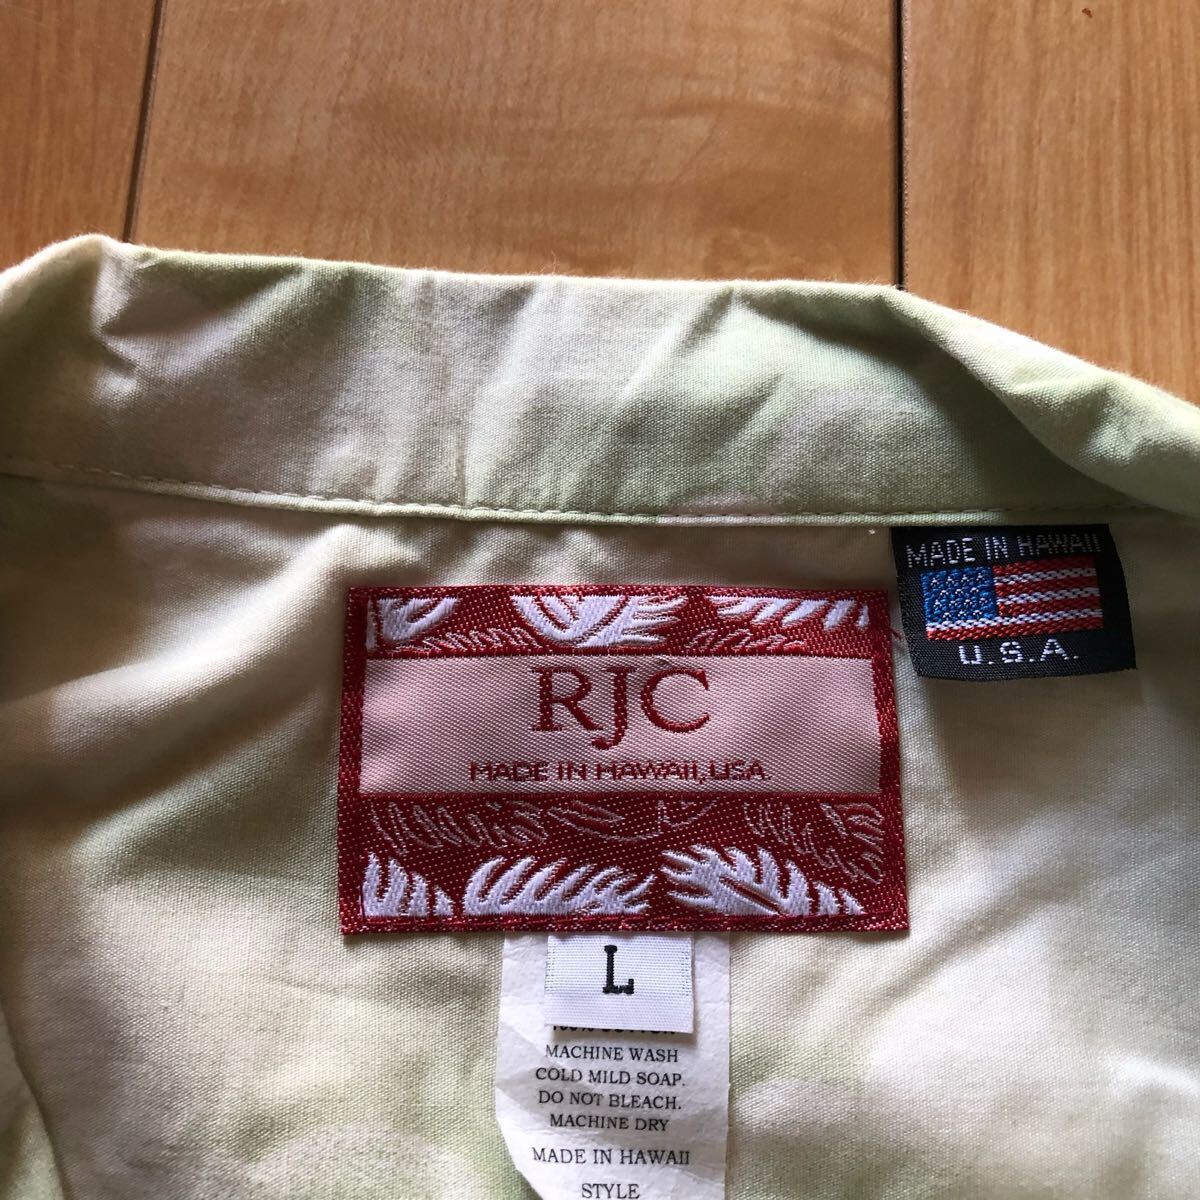 MADE IN HAWAII
U.S.A.
RJC
MADE IN HAWAII, USA
L
MACHINE WASH
COLD MILD SOAP.
DO NOT BLEACH.
MACHINE DRY
MADE IN HAWAII
STYLE